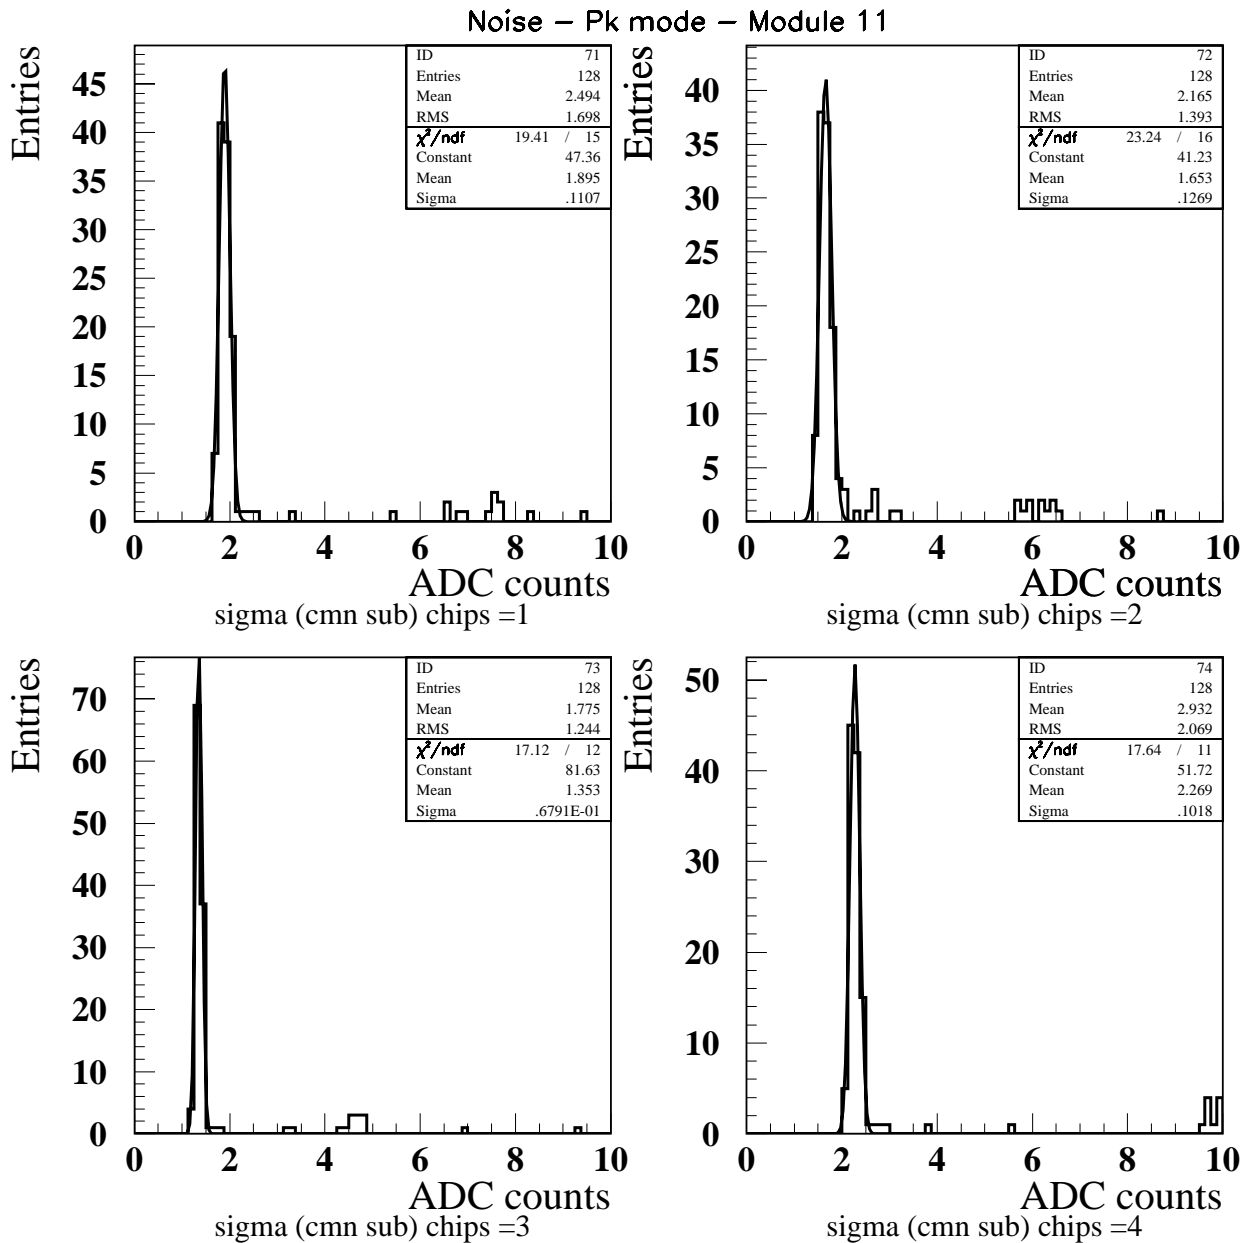 Noise – Pk mode – Module 11
Entries
45
40
35
30
25
20
15
10
5
0
0 2 4 6 8 10
ADC counts
sigma (cmn sub) chips =1
ID 71
Entries 128
Mean 2.494
RMS 1.698
χ²/ndf 19.41 / 15
Constant 47.36
Mean 1.895
Sigma .1107
Entries
40
35
30
25
20
15
10
5
0
0 2 4 6 8 10
ADC counts
sigma (cmn sub) chips =2
ID 72
Entries 128
Mean 2.165
RMS 1.393
χ²/ndf 23.24 / 16
Constant 41.23
Mean 1.653
Sigma .1269
Entries
70
60
50
40
30
20
10
0
0 2 4 6 8 10
ADC counts
sigma (cmn sub) chips =3
ID 73
Entries 128
Mean 1.775
RMS 1.244
χ²/ndf 17.12 / 12
Constant 81.63
Mean 1.353
Sigma .6791E-01
Entries
50
40
30
20
10
0
0 2 4 6 8 10
ADC counts
sigma (cmn sub) chips =4
ID 74
Entries 128
Mean 2.932
RMS 2.069
χ²/ndf 17.64 / 11
Constant 51.72
Mean 2.269
Sigma .1018